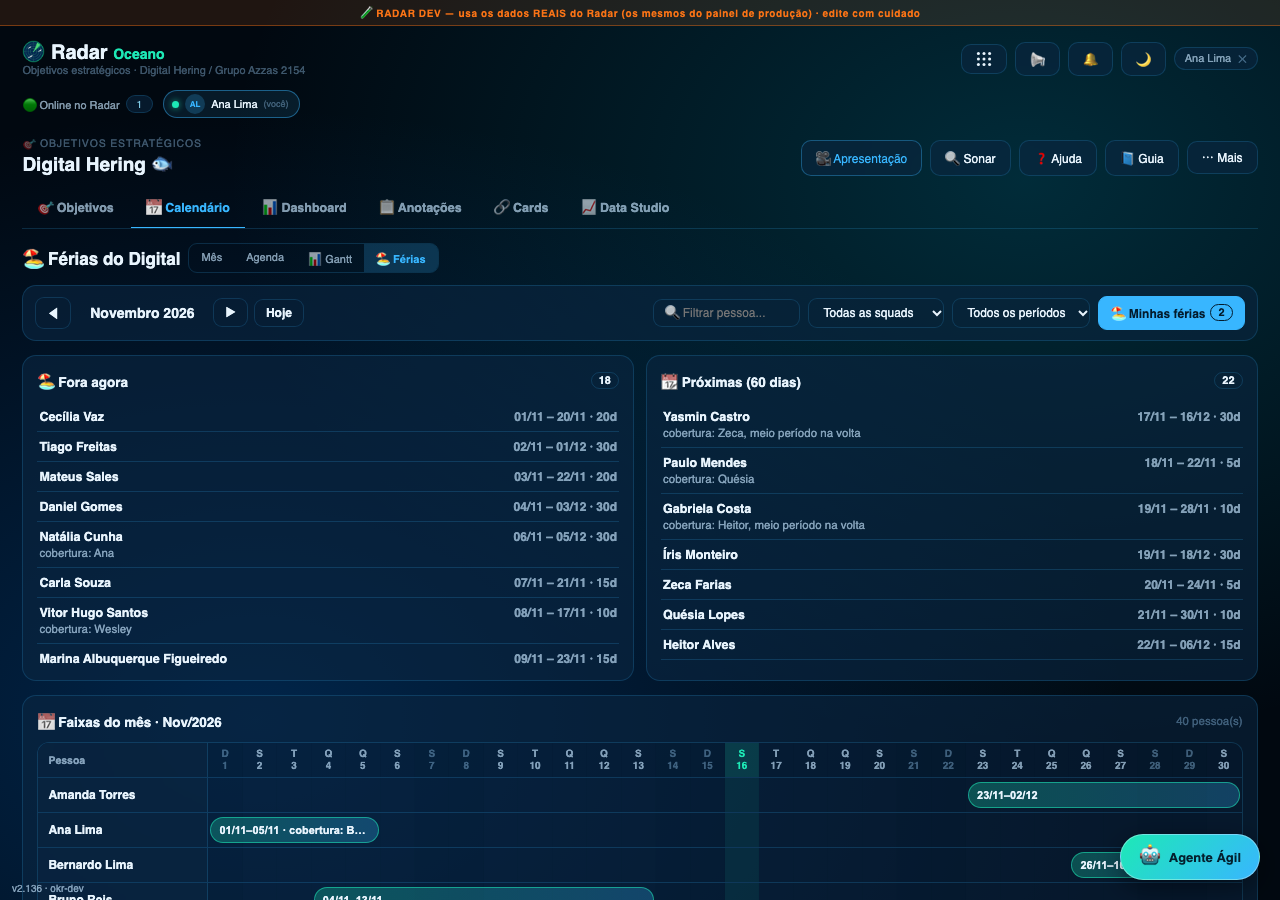 RADAR DEV — usa os dados REAIS do Radar (os mesmos do painel de produção) · edite com cuidado
Radar Oceano
Objetivos estratégicos · Digital Hering / Grupo Azzas 2154
Ana Lima ×
Online no Radar 1 AL Ana Lima (você)
OBJETIVOS ESTRATÉGICOS
Digital Hering
Apresentação Sonar Ajuda Guia ··· Mais
Objetivos Calendário Dashboard Anotações Cards Data Studio
Férias do Digital Mês Agenda Gantt Férias
Novembro 2026 Hoje Filtrar pessoa... Todas as squads Todos os períodos Minhas férias 2
Fora agora 18
Cecília Vaz 01/11 – 20/11 · 20d
Tiago Freitas 02/11 – 01/12 · 30d
Mateus Sales 03/11 – 22/11 · 20d
Daniel Gomes 04/11 – 03/12 · 30d
Natália Cunha 06/11 – 05/12 · 30d
cobertura: Ana
Carla Souza 07/11 – 21/11 · 15d
Vitor Hugo Santos 08/11 – 17/11 · 10d
cobertura: Wesley
Marina Albuquerque Figueiredo 09/11 – 23/11 · 15d
Próximas (60 dias) 22
Yasmin Castro 17/11 – 16/12 · 30d
cobertura: Zeca, meio período na volta
Paulo Mendes 18/11 – 22/11 · 5d
cobertura: Quésia
Gabriela Costa 19/11 – 28/11 · 10d
cobertura: Heitor, meio período na volta
Íris Monteiro 19/11 – 18/12 · 30d
Zeca Farias 20/11 – 24/11 · 5d
Quésia Lopes 21/11 – 30/11 · 10d
Heitor Alves 22/11 – 06/12 · 15d
Faixas do mês · Nov/2026 40 pessoa(s)
Pessoa D S T Q Q S S D S T Q Q S S D S T Q Q S S D S T Q Q S S D S
1 2 3 4 5 6 7 8 9 10 11 12 13 14 15 16 17 18 19 20 21 22 23 24 25 26 27 28 29 30
Amanda Torres 23/11–02/12
Ana Lima 01/11–05/11 · cobertura: B...
Bernardo Lima 26/11–1
Agente Ágil
v2.136 · okr-dev
Bruno Reis 04/11–13/11